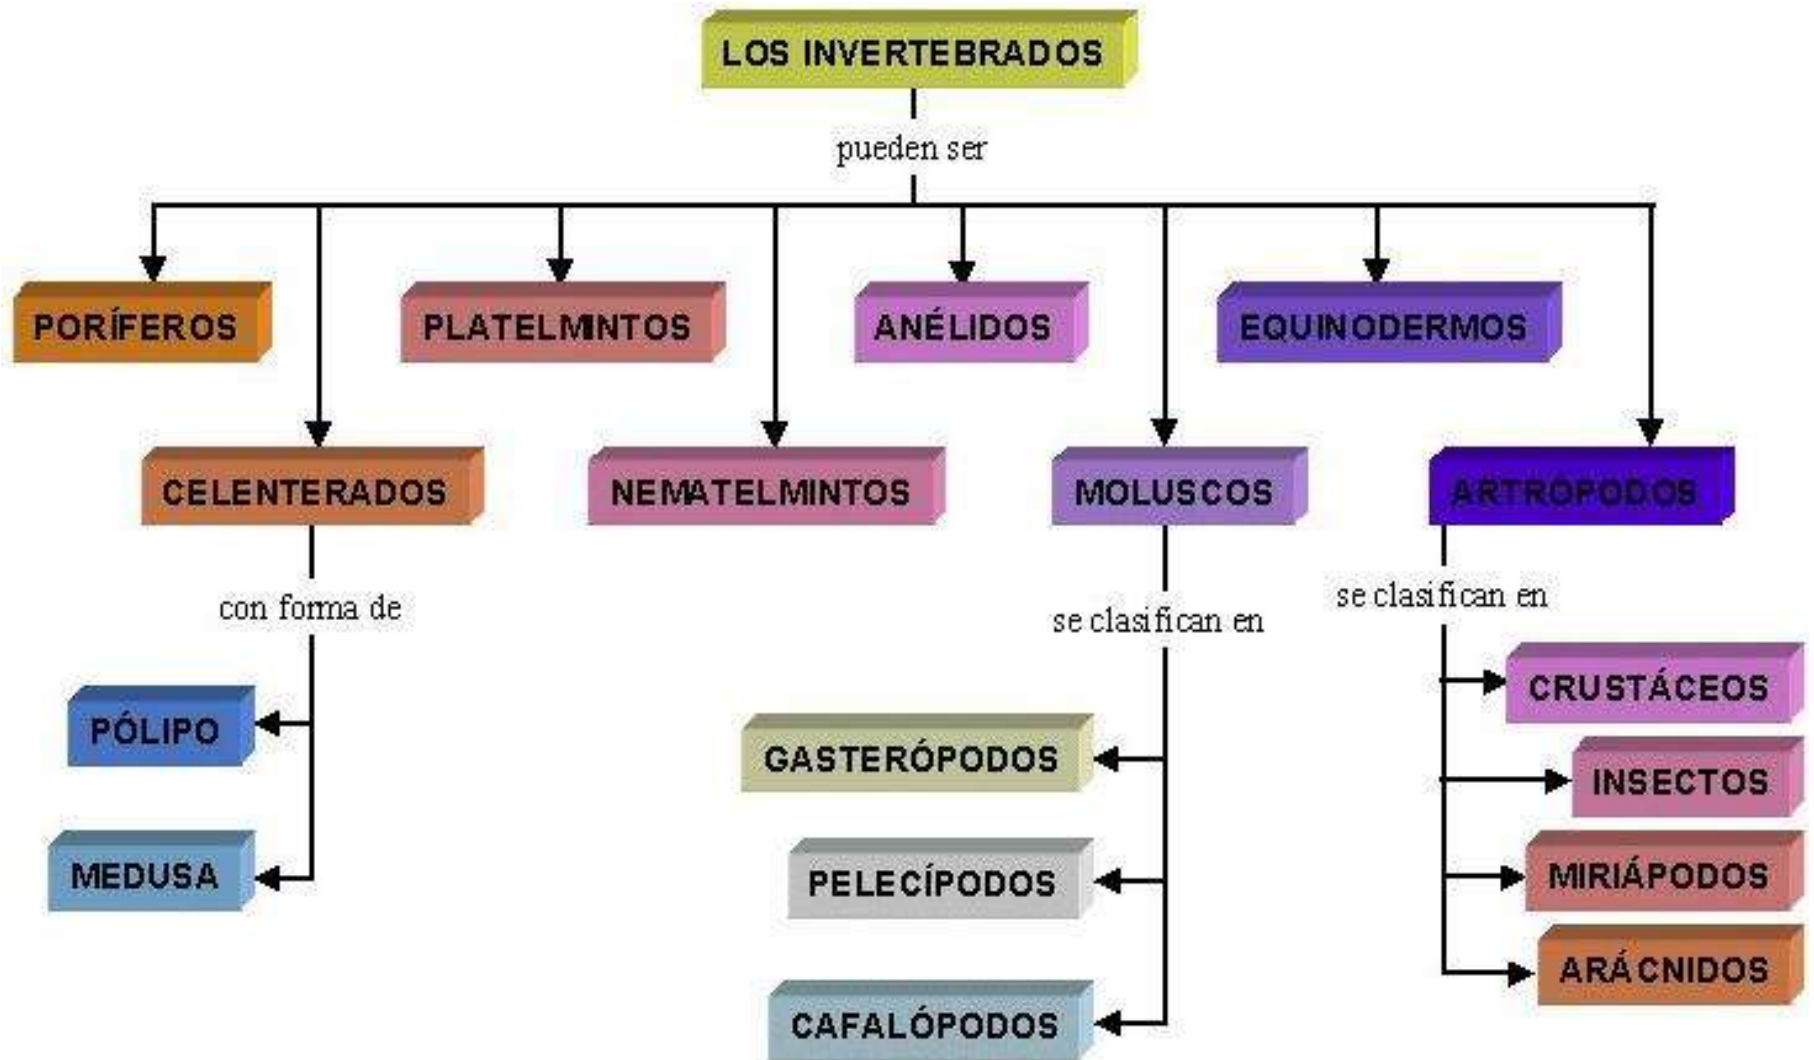 LOS INVERTEBRADOS
pueden ser
PORÍFEROS
PLATELMINTOS
ANÉLIDOS
EQUINODERMOS
CELENTERADOS
NEMATELMINTOS
MOLUSCOS
ARTRÓPODOS
con forma de
se clasifican en
se clasifican en
PÓLIPO
MEDUSA
GASTERÓPODOS
PELECÍPODOS
CAFALÓPODOS
CRUSTÁCEOS
INSECTOS
MIRIÁPODOS
ARÁCNIDOS